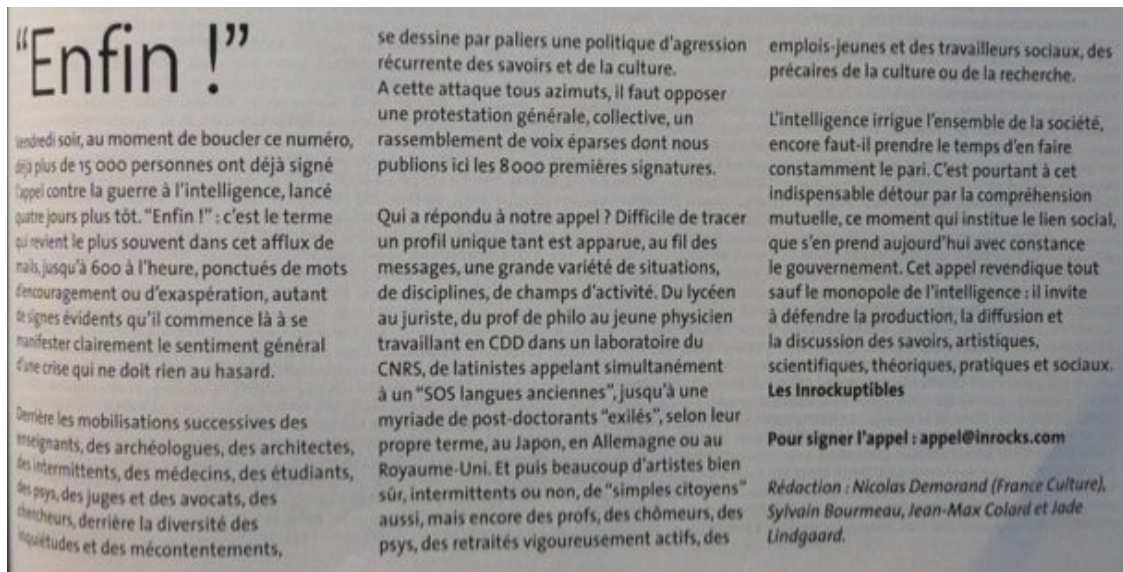 “Enfin !”
Vendredi soir, au moment de boucler ce numéro,
déjà plus de 15 000 personnes ont déjà signé
l'appel contre la guerre à l'intelligence, lancé
quatre jours plus tôt. “Enfin !” : c'est le terme
qui revient le plus souvent dans cet afflux de
mails, jusqu'à 600 à l'heure, ponctués de mots
d'encouragement ou d'exaspération, autant
de signes évidents qu'il commence là à se
manifester clairement le sentiment général
d'une crise qui ne doit rien au hasard.
Derrière les mobilisations successives des
enseignants, des archéologues, des architectes,
des intermittents, des médecins, des étudiants,
des psys, des juges et des avocats, des
chercheurs, derrière la diversité des
inquiétudes et des mécontentements,
se dessine par paliers une politique d'agression
récurrente des savoirs et de la culture.
A cette attaque tous azimuts, il faut opposer
une protestation générale, collective, un
rassemblement de voix éparses dont nous
publions ici les 8 000 premières signatures.
Qui a répondu à notre appel ? Difficile de tracer
un profil unique tant est apparue, au fil des
messages, une grande variété de situations,
de disciplines, de champs d'activité. Du lycéen
au juriste, du prof de philo au jeune physicien
travaillant en CDD dans un laboratoire du
CNRS, de latinistes appelant simultanément
à un “SOS langues anciennes”, jusqu'à une
myriade de post-doctorants “exilés”, selon leur
propre terme, au Japon, en Allemagne ou au
Royaume-Uni. Et puis beaucoup d'artistes bien
sûr, intermittents ou non, de “simples citoyens”
aussi, mais encore des profs, des chômeurs, des
psys, des retraités vigoureusement actifs, des
emplois-jeunes et des travailleurs sociaux, des
précaires de la culture ou de la recherche.
L'intelligence irrigue l'ensemble de la société,
encore faut-il prendre le temps d'en faire
constamment le pari. C'est pourtant à cet
indispensable détour par la compréhension
mutuelle, ce moment qui institue le lien social,
que s'en prend aujourd'hui avec constance
le gouvernement. Cet appel revendique tout
sauf le monopole de l'intelligence : il invite
à défendre la production, la diffusion et
la discussion des savoirs, artistiques,
scientifiques, théoriques, pratiques et sociaux.
Les Inrockuptibles
Pour signer l'appel : appel@inrocks.com
Rédaction : Nicolas Demorand (France Culture),
Sylvain Bourmeau, Jean-Max Colard et Jade
Lindgaard.